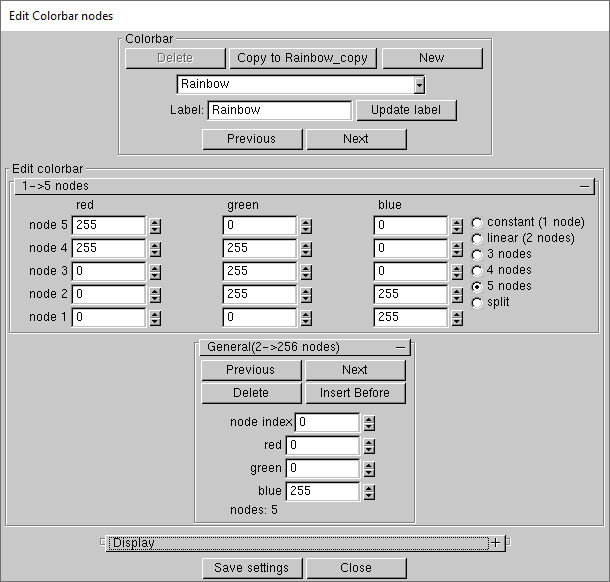 Edit Colorbar nodes
Colorbar
Delete Copy to Rainbow_copy New
Rainbow
Label: Rainbow Update label
Previous Next
Edit colorbar
1->5 nodes
red green blue
node 5 255 0 0 constant (1 node)
linear (2 nodes)
node 4 255 255 0
3 nodes
node 3 0 255 0 4 nodes
node 2 0 255 255 5 nodes
split
node 1 0 0 255
General(2->256 nodes)
Previous Next
Delete Insert Before
node index 0
red 0
green 0
blue 255
nodes: 5
Display
Save settings Close